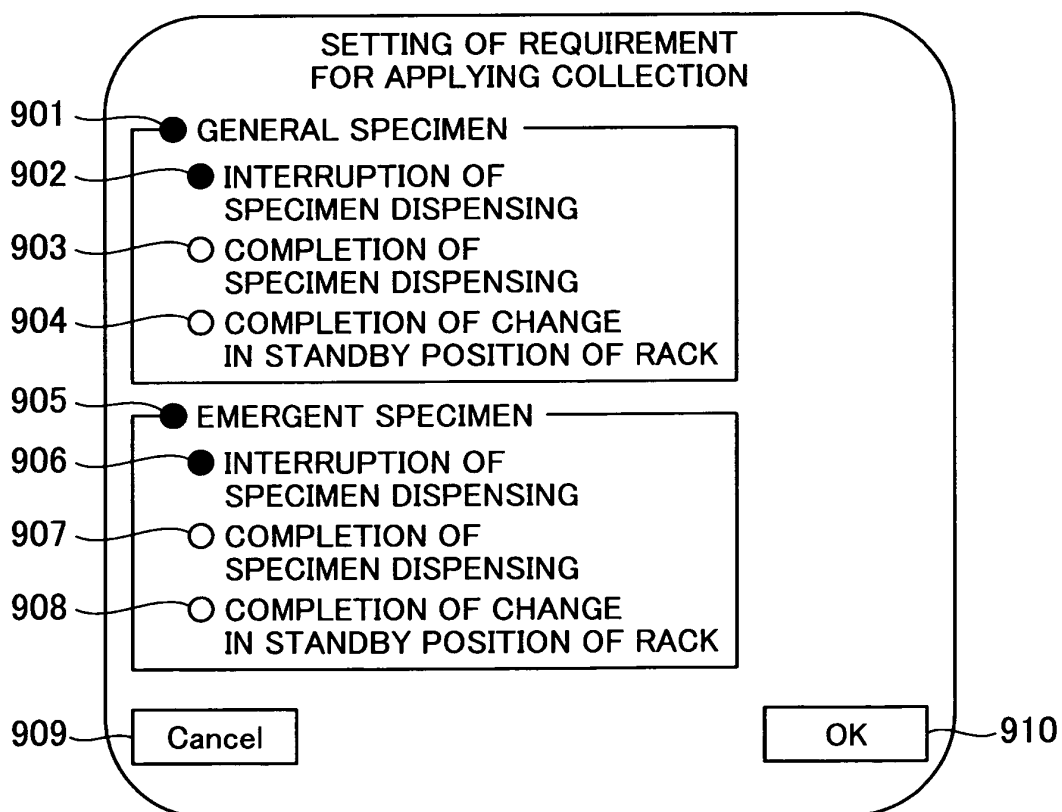 SETTING OF REQUIREMENT
FOR APPLYING COLLECTION
901
GENERAL SPECIMEN
902
INTERRUPTION OF
SPECIMEN DISPENSING
903
COMPLETION OF
SPECIMEN DISPENSING
904
COMPLETION OF CHANGE
IN STANDBY POSITION OF RACK
905
EMERGENT SPECIMEN
906
INTERRUPTION OF
SPECIMEN DISPENSING
907
COMPLETION OF
SPECIMEN DISPENSING
908
COMPLETION OF CHANGE
IN STANDBY POSITION OF RACK
909
Cancel
OK
910